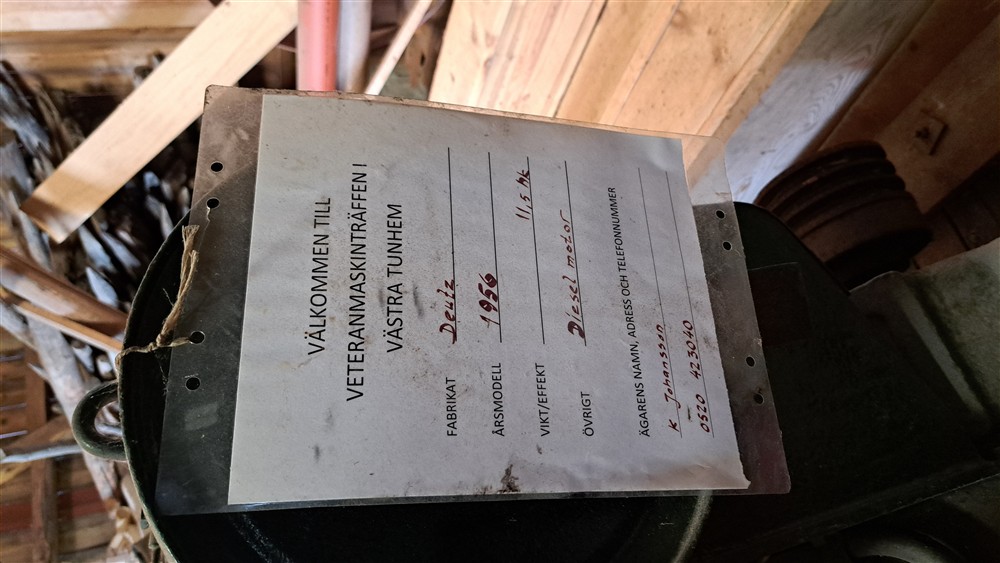 VÄLKOMMEN TILL
VETERANMASKINTRÄFFEN I
VÄSTRA TUNHEM
FABRIKAT Deutz
ÅRSMODELL 1956
VIKT/EFFEKT 11,5 hk
ÖVRIGT Diesel motor
ÄGARENS NAMN, ADRESS OCH TELEFONNUMMER
K Johansson
0520 423040